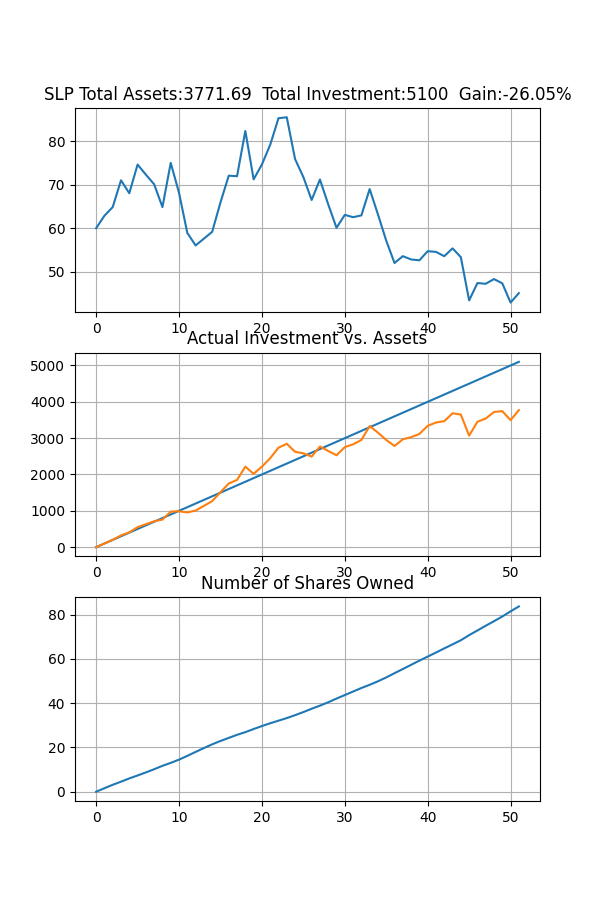 SLP Total Assets:3771.69  Total Investment:5100  Gain:-26.05%
80
70
60
50
0 10 20 30 40 50
Actual Investment vs. Assets
5000
4000
3000
2000
1000
0
0 10 20 30 40 50
Number of Shares Owned
80
60
40
20
0
0 10 20 30 40 50